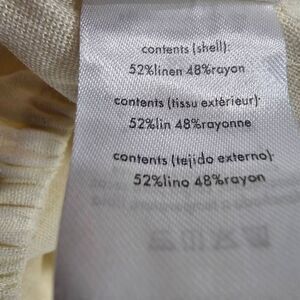 contents (shell):
52%linen 48%rayon
contents (tissu extérieur)·
52%lin 48%rayonne
contents (tejido externo)·
52%lino 48%rayon